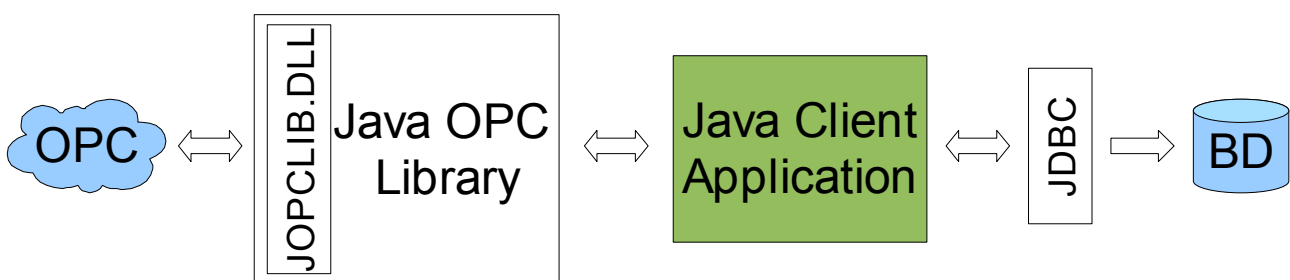 OPC
JOPCLIB.DLL
Java OPC
Library
Java Client
Application
JDBC
BD